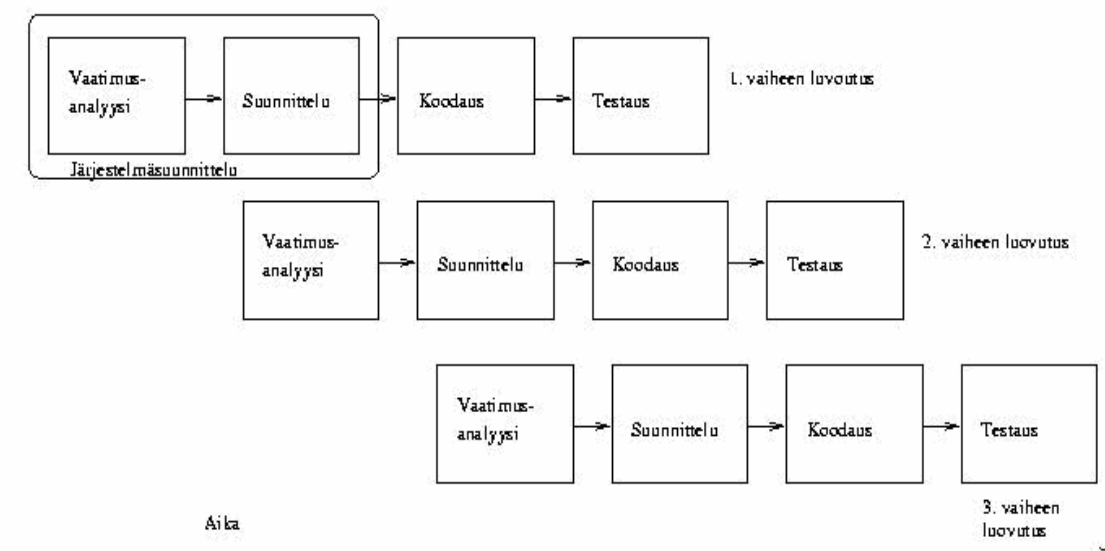 Vaatimus-
analyysi
Suunnittelu
Koodaus
Testaus
1. vaiheen luvoutus
Järjestelmäsuunnittelu
Vaatimus-
analyysi
Suunnittelu
Koodaus
Testaus
2. vaiheen luovutus
Vaatimus-
analyysi
Suunnittelu
Koodaus
Testaus
3. vaiheen
luovutus
Aika